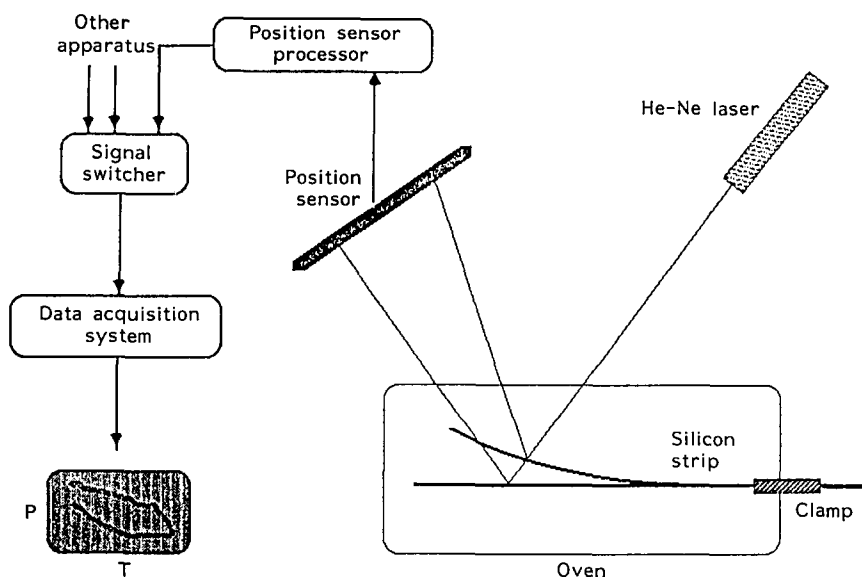 Other
apparatus
Position sensor
processor
He-Ne laser
Signal
switcher
Position
sensor
Data acquisition
system
Silicon
strip
P
Clamp
T
Oven